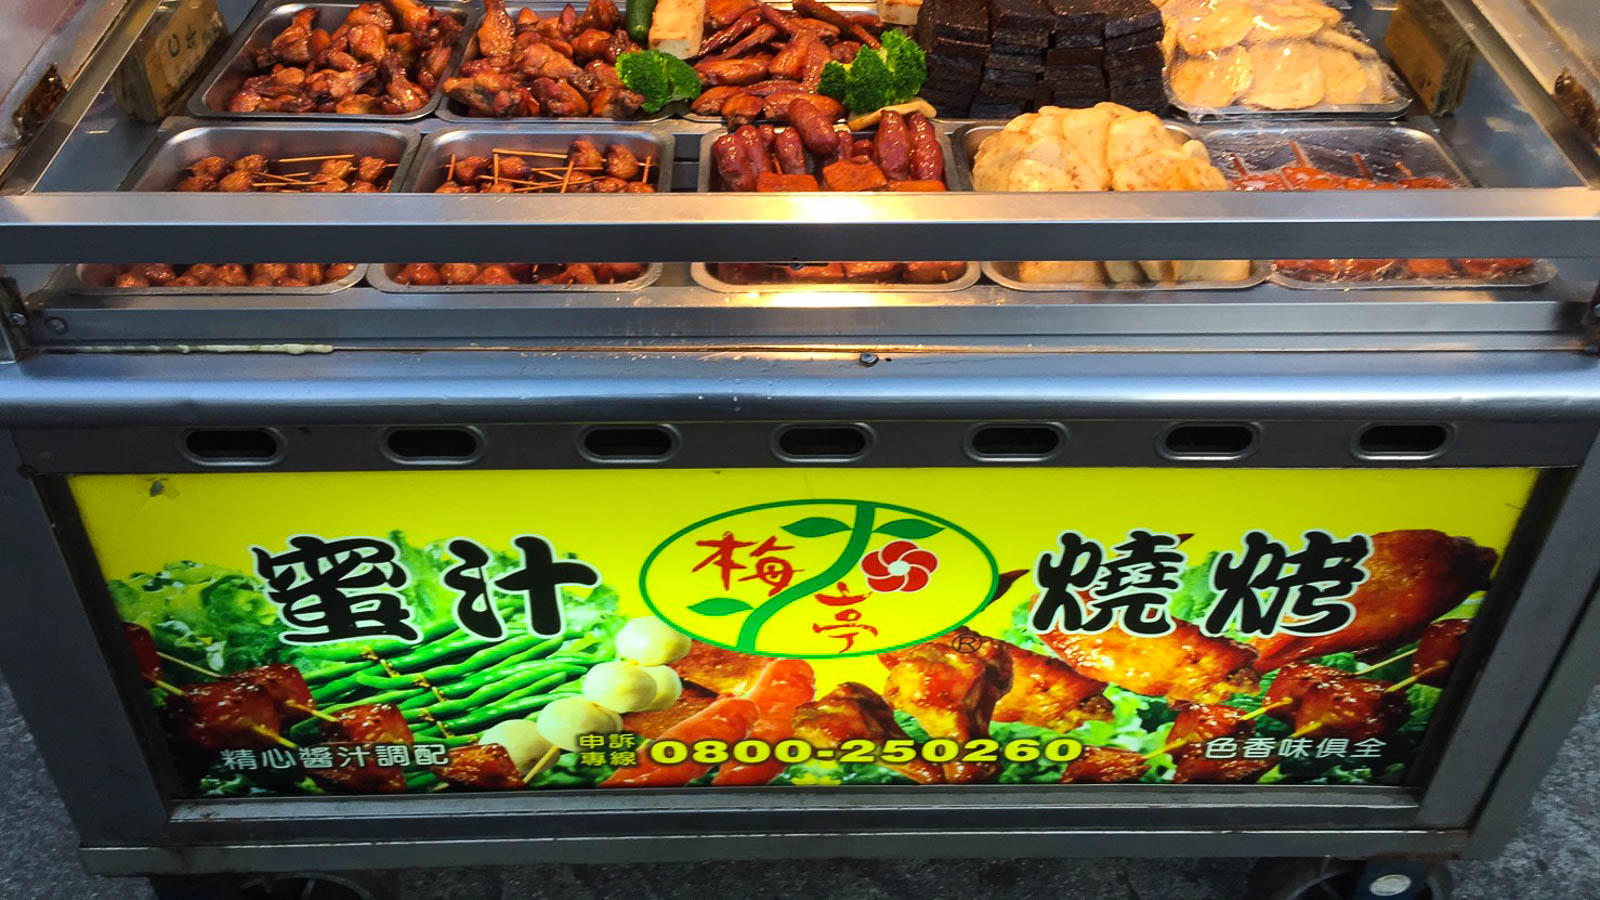 蜜汁 梅亭® 燒烤
精心醬汁調配
申訴專線 0800-250260
色香味俱全